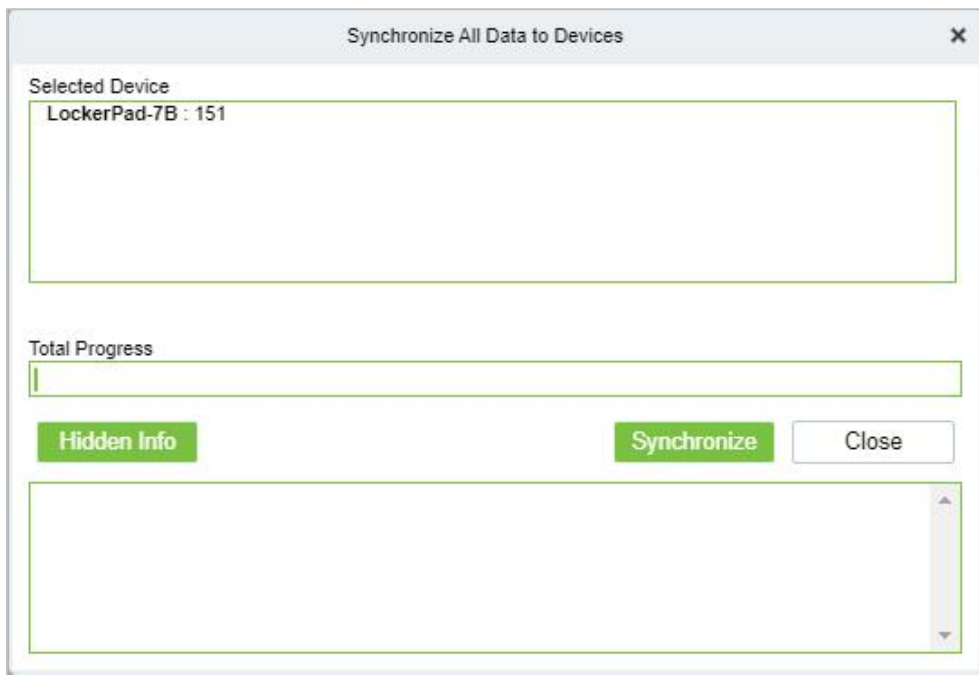 Synchronize All Data to Devices
Selected Device
LockerPad-7B : 151
Total Progress
Hidden Info
Synchronize
Close